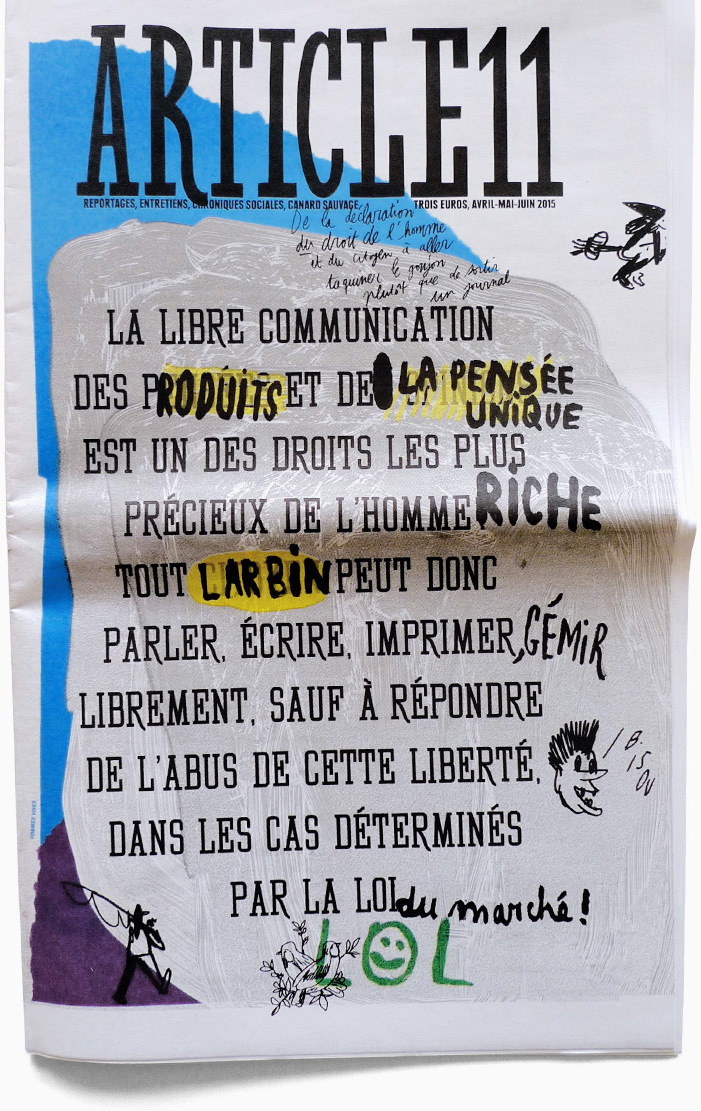 ARTICLE11
REPORTAGES, ENTRETIENS, CHRONIQUES SOCIALES, CANARD SAUVAGE
TROIS EUROS, AVRIL-MAI-JUIN 2015
De la déclaration
du droit de l'homme
et du citoyen à aller
taquiner le goujon
plutôt que de sortir
un journal
LA LIBRE COMMUNICATION
DES PRODUiTS ET DE LA PENSÉE
UNiQUE
EST UN DES DROITS LES PLUS
PRÉCIEUX DE L'HOMME RiCHE
TOUT LARBiN PEUT DONC
PARLER, ÉCRIRE, IMPRIMER, GÉMiR
LIBREMENT, SAUF À RÉPONDRE
DE L'ABUS DE CETTE LIBERTÉ,
DANS LES CAS DÉTERMINÉS
PAR LA LOI du marché !
LOL
FORMES VIVES